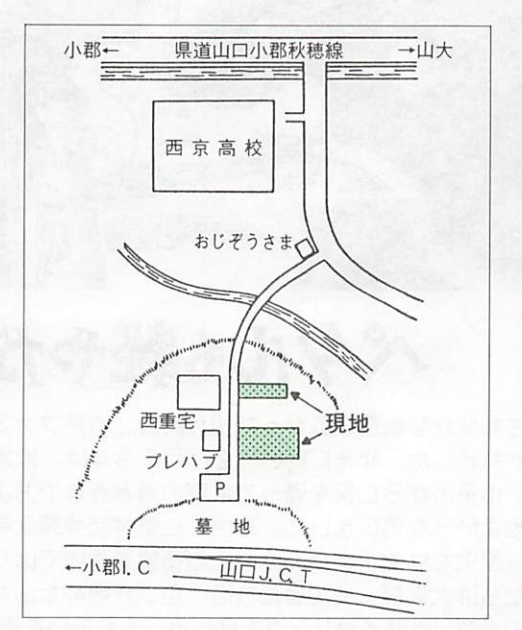 小郡←　県道山口小郡秋穂線　→山大
西京高校
おじぞうさま
西重宅
現地
プレハブ
P
墓地
←小郡I.C　山口J.C.T